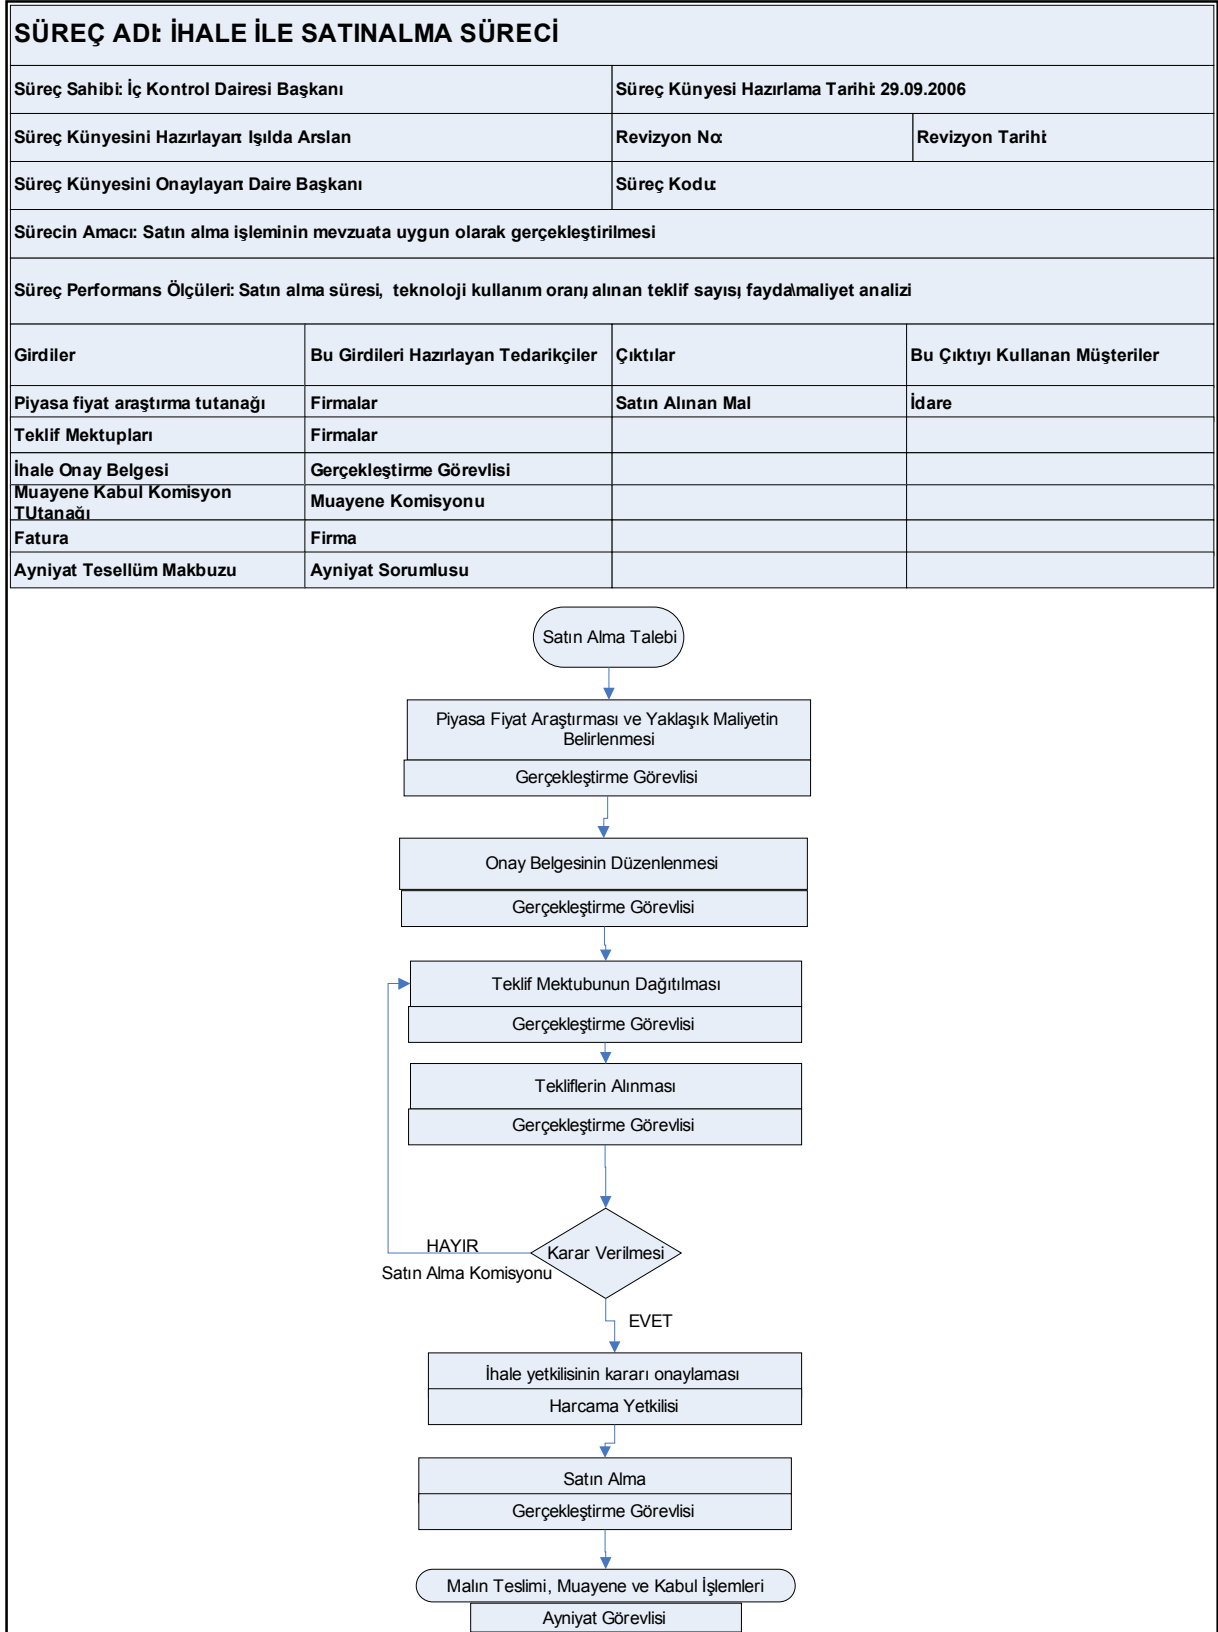 SÜREÇ ADI: İHALE İLE SATINALMA SÜRECİ
Süreç Sahibi: İç Kontrol Dairesi Başkanı
Süreç Künyesi Hazırlama Tarihi: 29.09.2006
Süreç Künyesini Hazırlayan: Işılda Arslan
Revizyon No:
Revizyon Tarihi:
Süreç Künyesini Onaylayan: Daire Başkanı
Süreç Kodu:
Sürecin Amacı: Satın alma işleminin mevzuata uygun olarak gerçekleştirilmesi
Süreç Performans Ölçüleri: Satın alma süresi, teknoloji kullanım oranı, alınan teklif sayısı, fayda\maliyet analizi
Girdiler
Bu Girdileri Hazırlayan Tedarikçiler
Çıktılar
Bu Çıktıyı Kullanan Müşteriler
Piyasa fiyat araştırma tutanağı
Firmalar
Satın Alınan Mal
İdare
Teklif Mektupları
Firmalar
İhale Onay Belgesi
Gerçekleştirme Görevlisi
Muayene Kabul Komisyon
TUtanağı
Muayene Komisyonu
Fatura
Firma
Ayniyat Tesellüm Makbuzu
Ayniyat Sorumlusu
Satın Alma Talebi
Piyasa Fiyat Araştırması ve Yaklaşık Maliyetin
Belirlenmesi
Gerçekleştirme Görevlisi
Onay Belgesinin Düzenlenmesi
Gerçekleştirme Görevlisi
Teklif Mektubunun Dağıtılması
Gerçekleştirme Görevlisi
Tekliflerin Alınması
Gerçekleştirme Görevlisi
HAYIR
Karar Verilmesi
Satın Alma Komisyonu
EVET
İhale yetkilisinin kararı onaylaması
Harcama Yetkilisi
Satın Alma
Gerçekleştirme Görevlisi
Malın Teslimi, Muayene ve Kabul İşlemleri
Ayniyat Görevlisi